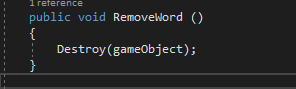 1 reference
public void RemoveWord ()
{
    Destroy(gameObject);
}